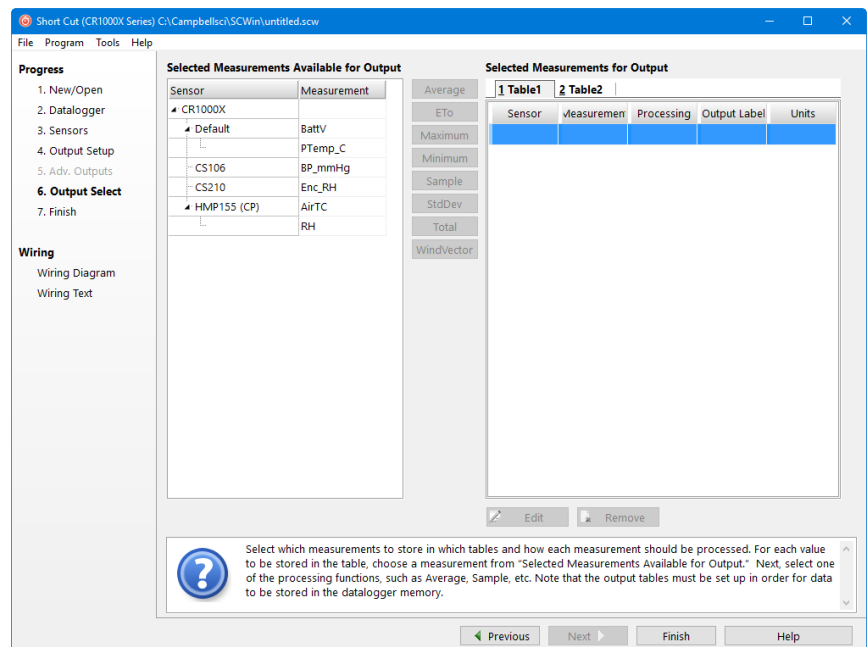 Short Cut (CR1000X Series) C:\Campbellsci\SCWin\untitled.scw
File Program Tools Help
Progress
1. New/Open
2. Datalogger
3. Sensors
4. Output Setup
5. Adv. Outputs
6. Output Select
7. Finish
Wiring
Wiring Diagram
Wiring Text
Selected Measurements Available for Output
Sensor Measurement
CR1000X
Default BattV
PTemp_C
CS106 BP_mmHg
CS210 Enc_RH
HMP155 (CP) AirTC
RH
Average
ETo
Maximum
Minimum
Sample
StdDev
Total
WindVector
Selected Measurements for Output
1 Table1 2 Table2
Sensor Measurement Processing Output Label Units
Edit Remove
Select which measurements to store in which tables and how each measurement should be processed. For each value
to be stored in the table, choose a measurement from "Selected Measurements Available for Output." Next, select one
of the processing functions, such as Average, Sample, etc. Note that the output tables must be set up in order for data
to be stored in the datalogger memory.
Previous Next Finish Help